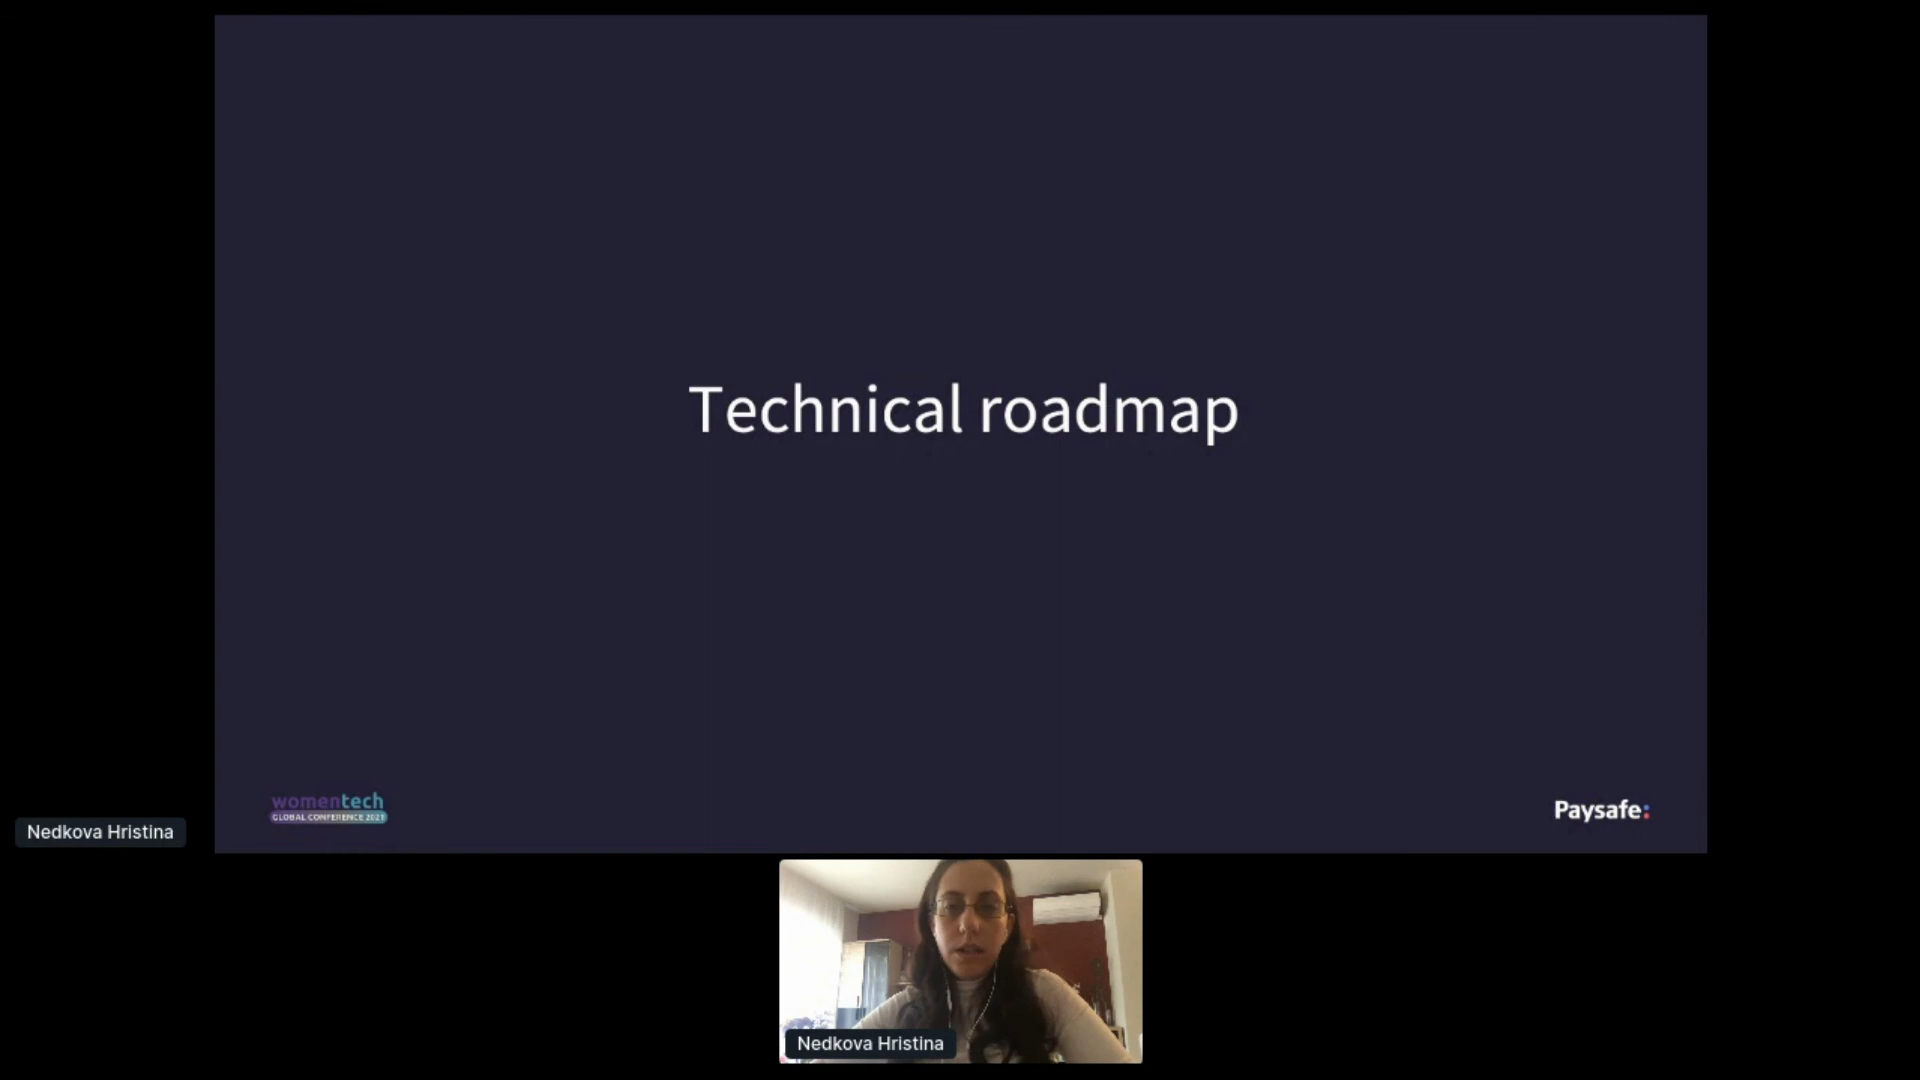 Technical roadmap
womentech
GLOBAL CONFERENCE 2021
Paysafe:
Nedkova Hristina
Nedkova Hristina